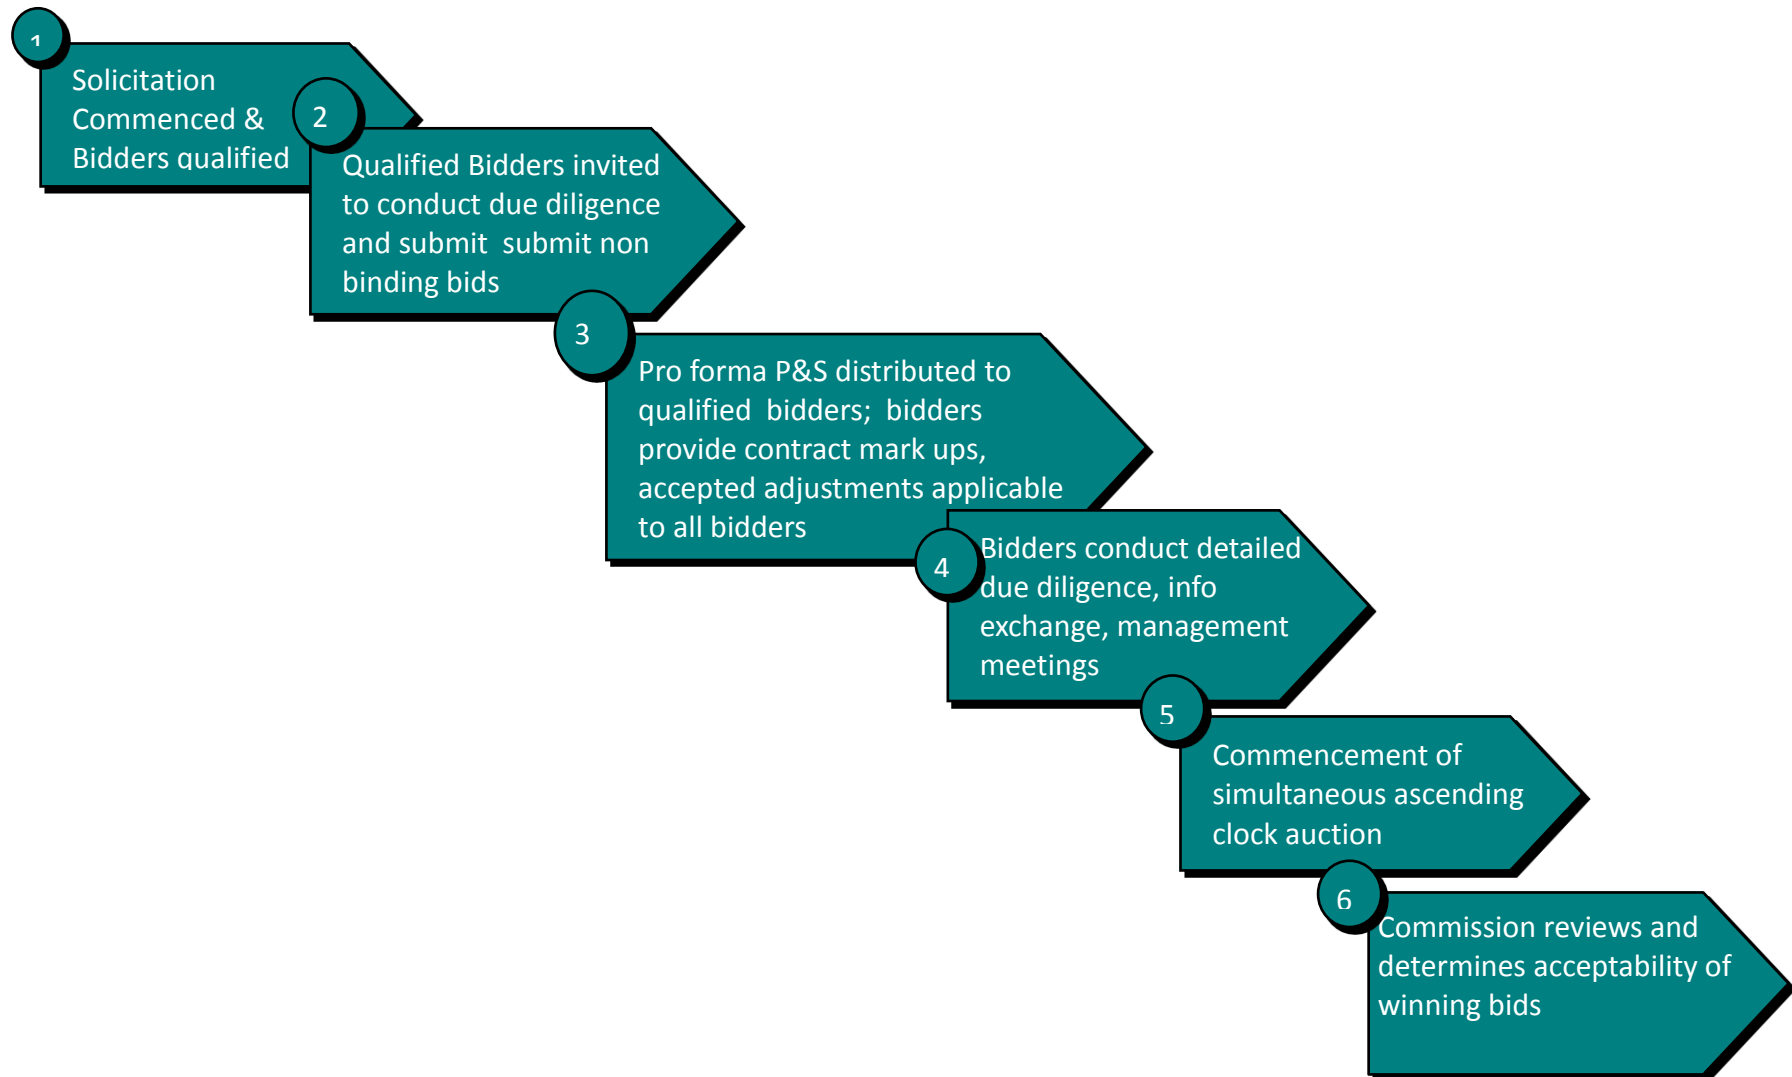 1
Solicitation
Commenced &
Bidders qualified
2
Qualified Bidders invited
to conduct due diligence
and submit  submit non
binding bids
3
Pro forma P&S distributed to
qualified  bidders;  bidders
provide contract mark ups,
accepted adjustments applicable
to all bidders
4
Bidders conduct detailed
due diligence, info
exchange, management
meetings
5
Commencement of
simultaneous ascending
clock auction
6
Commission reviews and
determines acceptability of
winning bids